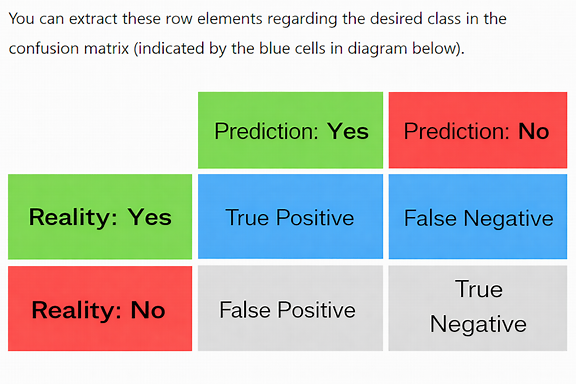 You can extract these row elements regarding the desired class in the
confusion matrix (indicated by the blue cells in diagram below).
Prediction: Yes
Prediction: No
Reality: Yes
True Positive
False Negative
Reality: No
False Positive
True
Negative